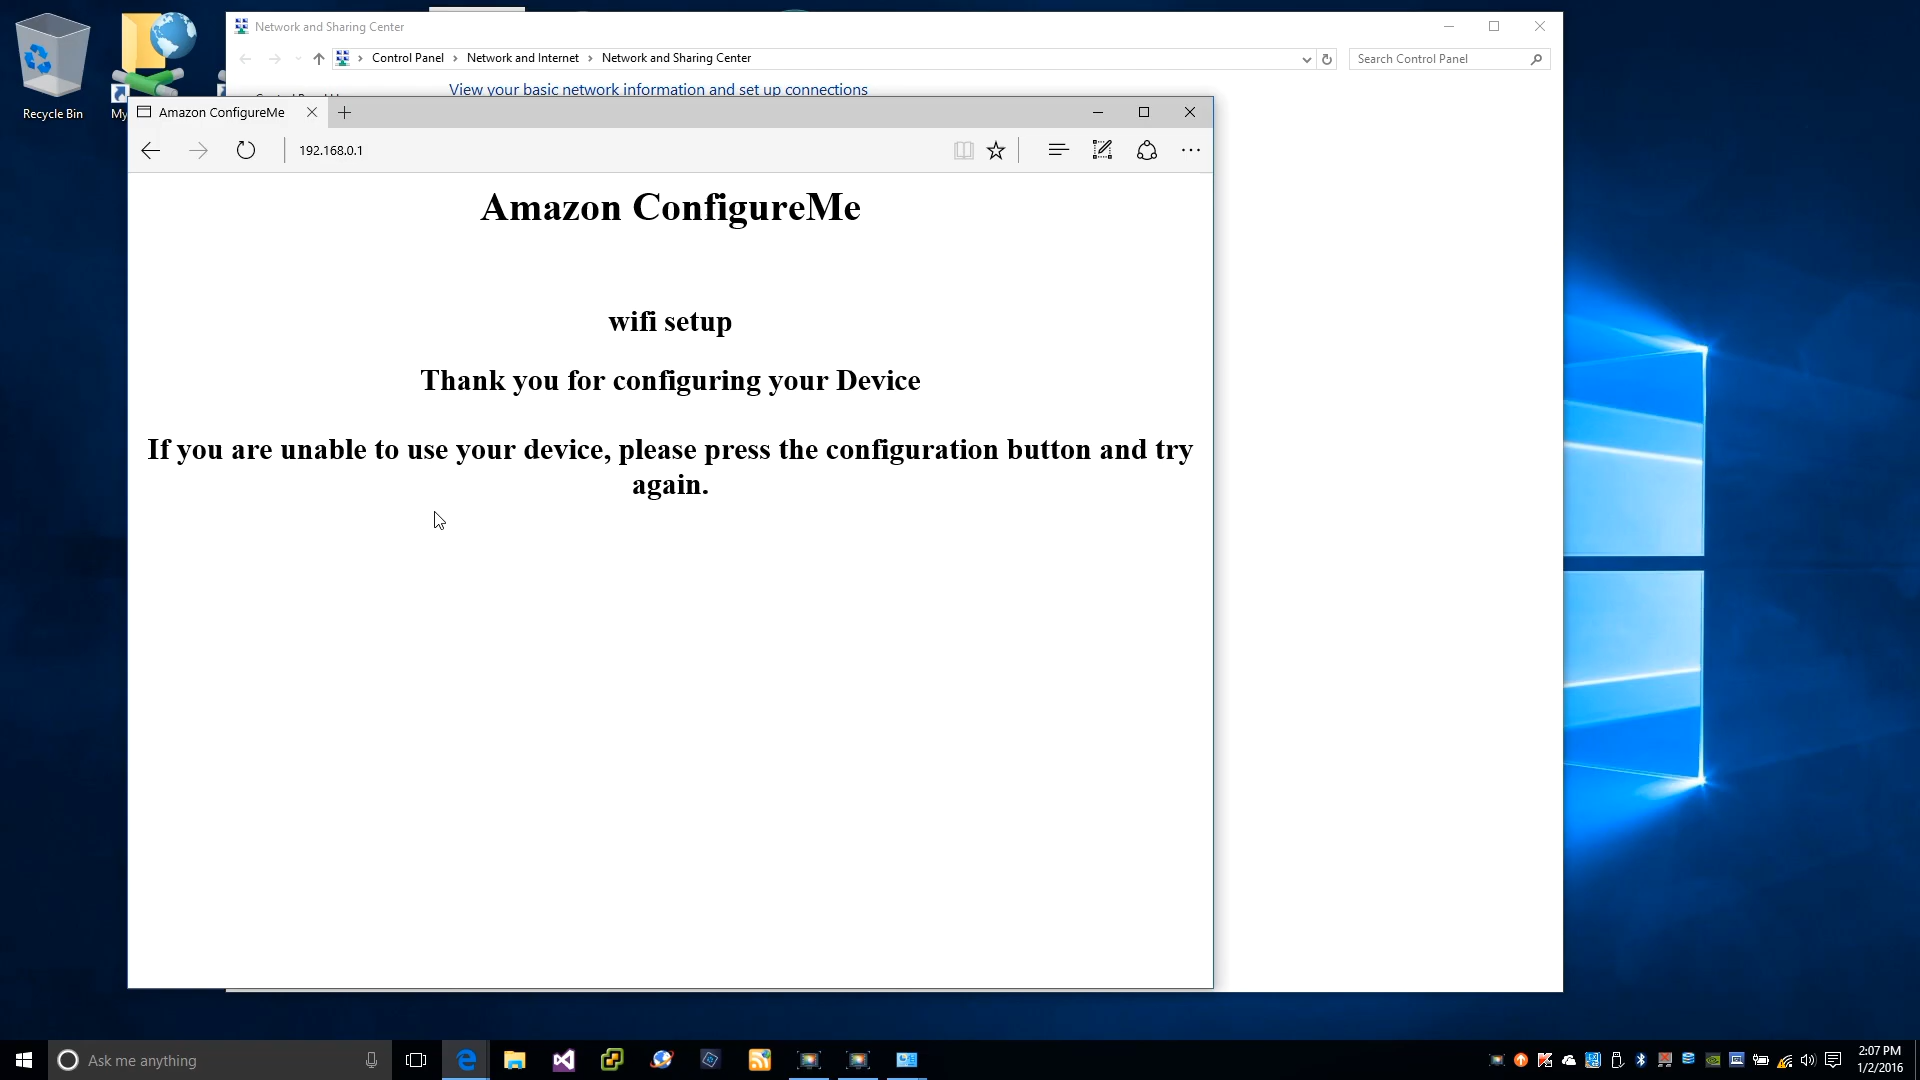 Network and Sharing Center
Control Panel > Network and Internet > Network and Sharing Center
Search Control Panel
View your basic network information and set up connections
Recycle Bin
My
Amazon ConfigureMe
192.168.0.1
Amazon ConfigureMe
wifi setup
Thank you for configuring your Device
If you are unable to use your device, please press the configuration button and try
again.
Ask me anything
2:07 PM
1/2/2016